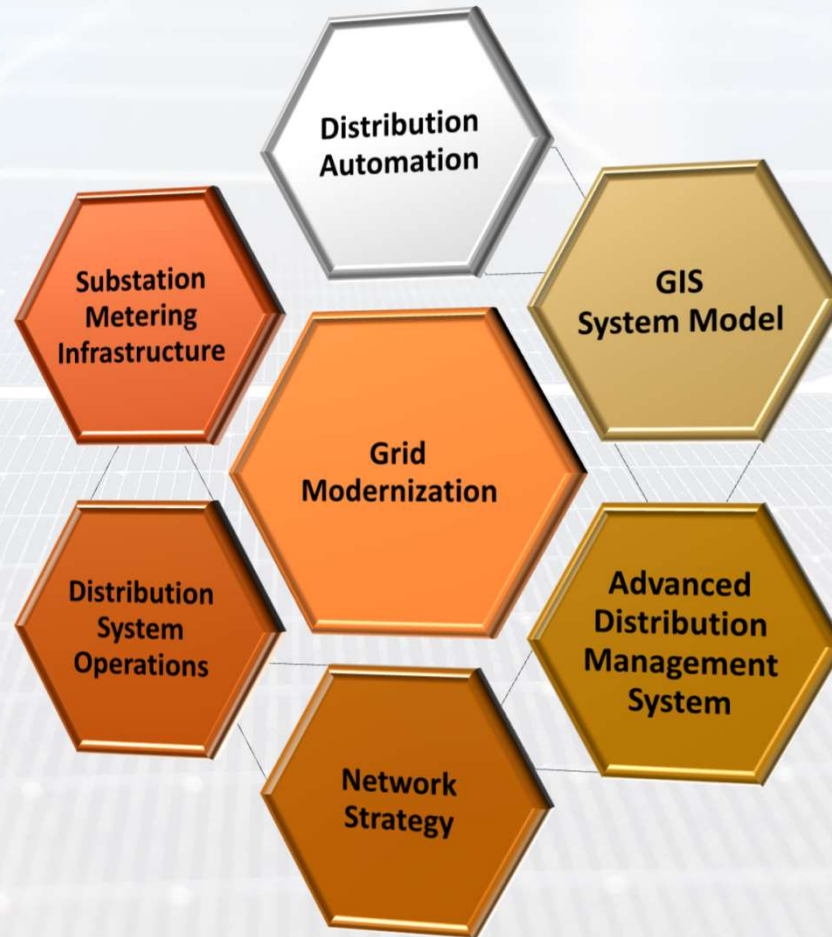 Distribution
Automation
GIS
System Model
Substation
Metering
Infrastructure
Grid
Modernization
Advanced
Distribution
Management
System
Distribution
System
Operations
Network
Strategy